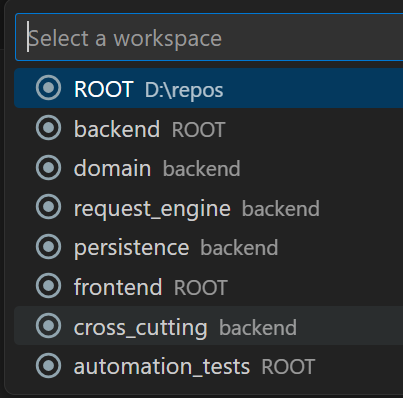 Select a workspace
ROOT D:\repos
backend ROOT
domain backend
request_engine backend
persistence backend
frontend ROOT
cross_cutting backend
automation_tests ROOT